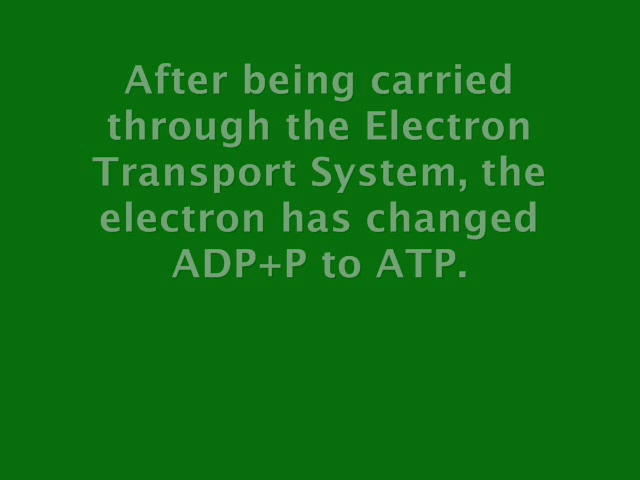 After being carried
through the Electron
Transport System, the
electron has changed
ADP+P to ATP.